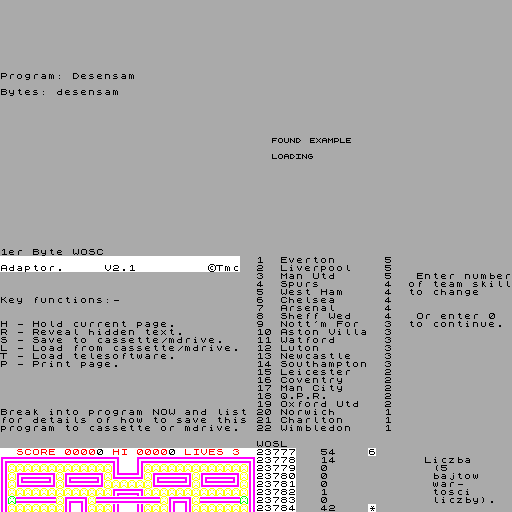 Program: Desensam
Bytes: desensam
FOUND EXAMPLE
LOADING
1er Byte WOSC
Adaptor. V2.1 ©Tmc
Key functions:-
H - Hold current page.
R - Reveal hidden text.
S - Save to cassette/mdrive.
L - Load from cassette/mdrive.
T - Load telesoftware.
P - Print page.
Break into program NOW and list
for details of how to save this
program to cassette or mdrive.
1 Everton 5
2 Liverpool 5
3 Man Utd 5 Enter number
4 Spurs 4 of team skill
5 West Ham 4 to change
6 Chelsea 4
7 Arsenal 4
8 Sheff Wed 4 Or enter 0
9 Nott'm For 3 to continue.
10 Aston Villa 3
11 Watford 3
12 Luton 3
13 Newcastle 3
14 Southampton 3
15 Leicester 2
16 Coventry 2
17 Man City 2
18 Q.P.R. 2
19 Oxford Utd 2
20 Norwich 1
21 Charlton 1
22 Wimbledon 1
SCORE 00000 HI 00000 LIVES 3
WOSL
23777 54 6
23778 14 Liczba
23779 0 (5
23780 0 bajtow
23781 0 war-
23782 1 tosci
23783 0 liczby).
23784 42 *